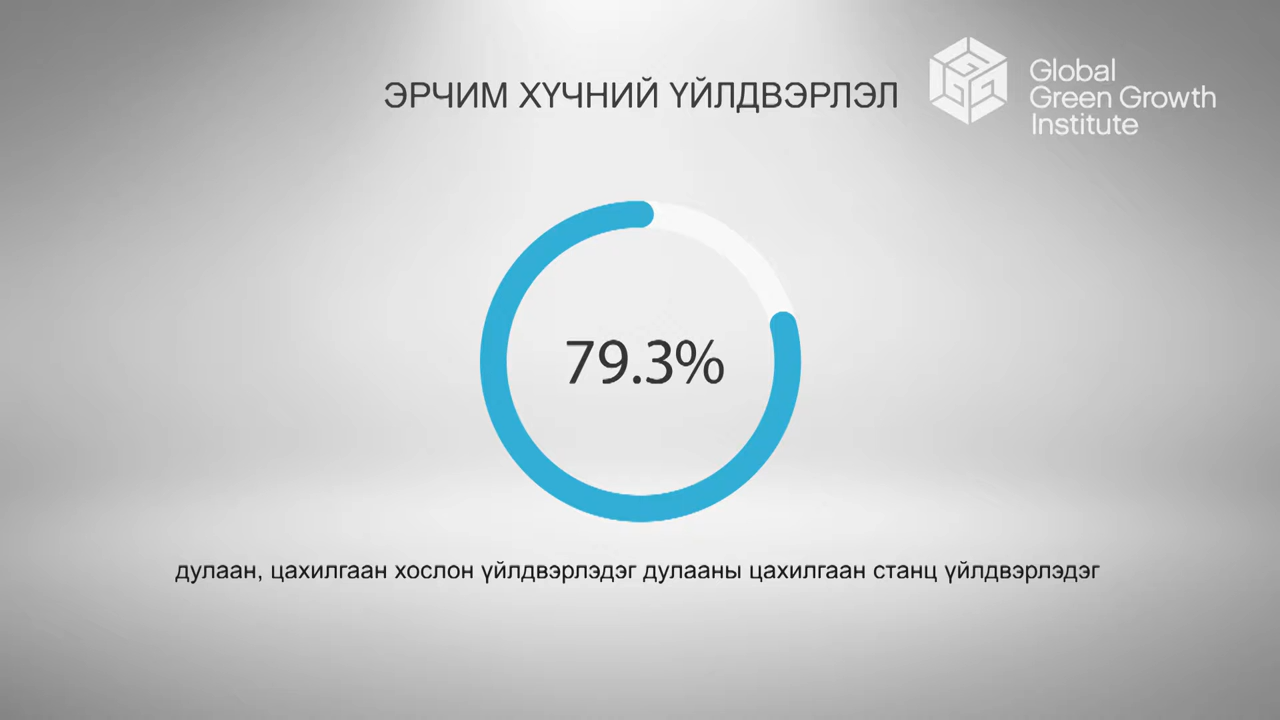 ЭРЧИМ ХҮЧНИЙ ҮЙЛДВЭРЛЭЛ
Global
Green Growth
Institute
79.3%
дулаан, цахилгаан хослон үйлдвэрлэдэг дулааны цахилгаан станц үйлдвэрлэдэг